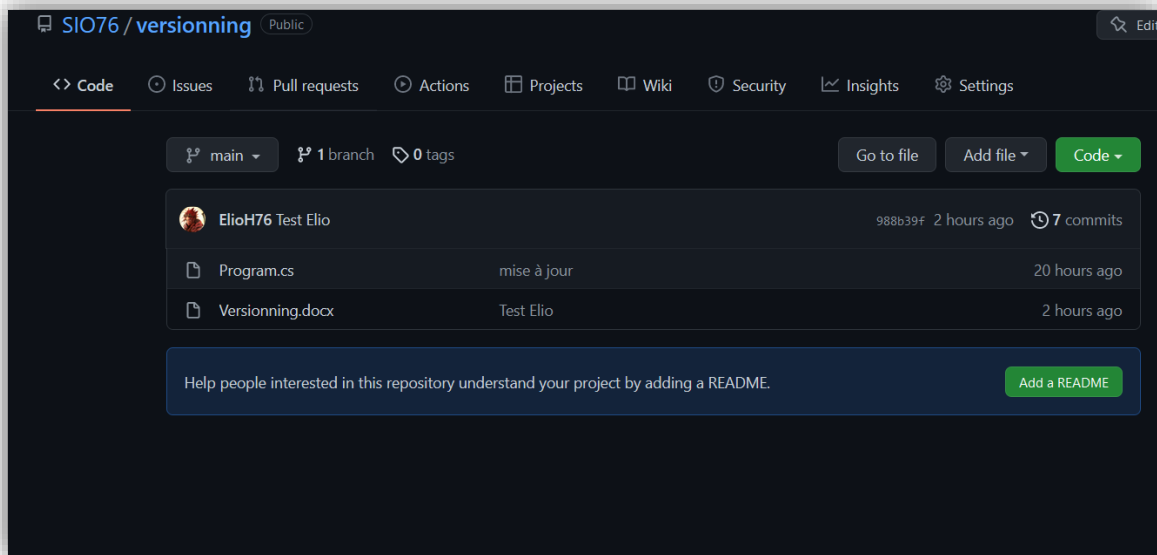 SIO76 / versionning Public
Edit
Code Issues Pull requests Actions Projects Wiki Security Insights Settings
main 1 branch 0 tags Go to file Add file Code
ElioH76 Test Elio 988b39f 2 hours ago 7 commits
Program.cs mise à jour 20 hours ago
Versionning.docx Test Elio 2 hours ago
Help people interested in this repository understand your project by adding a README. Add a README